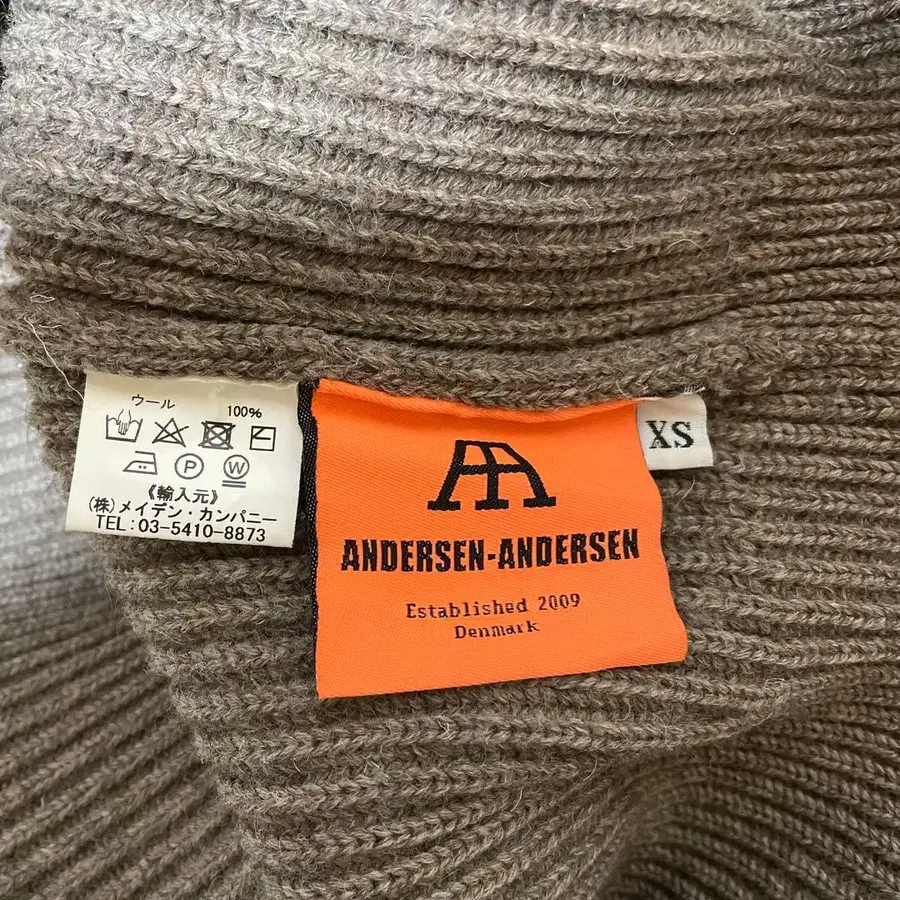 ウール 100%
P W
《輸入元》
(株)メイデン・カンパニー
TEL:03-5410-8873
XS
ANDERSEN-ANDERSEN
Established 2009
Denmark